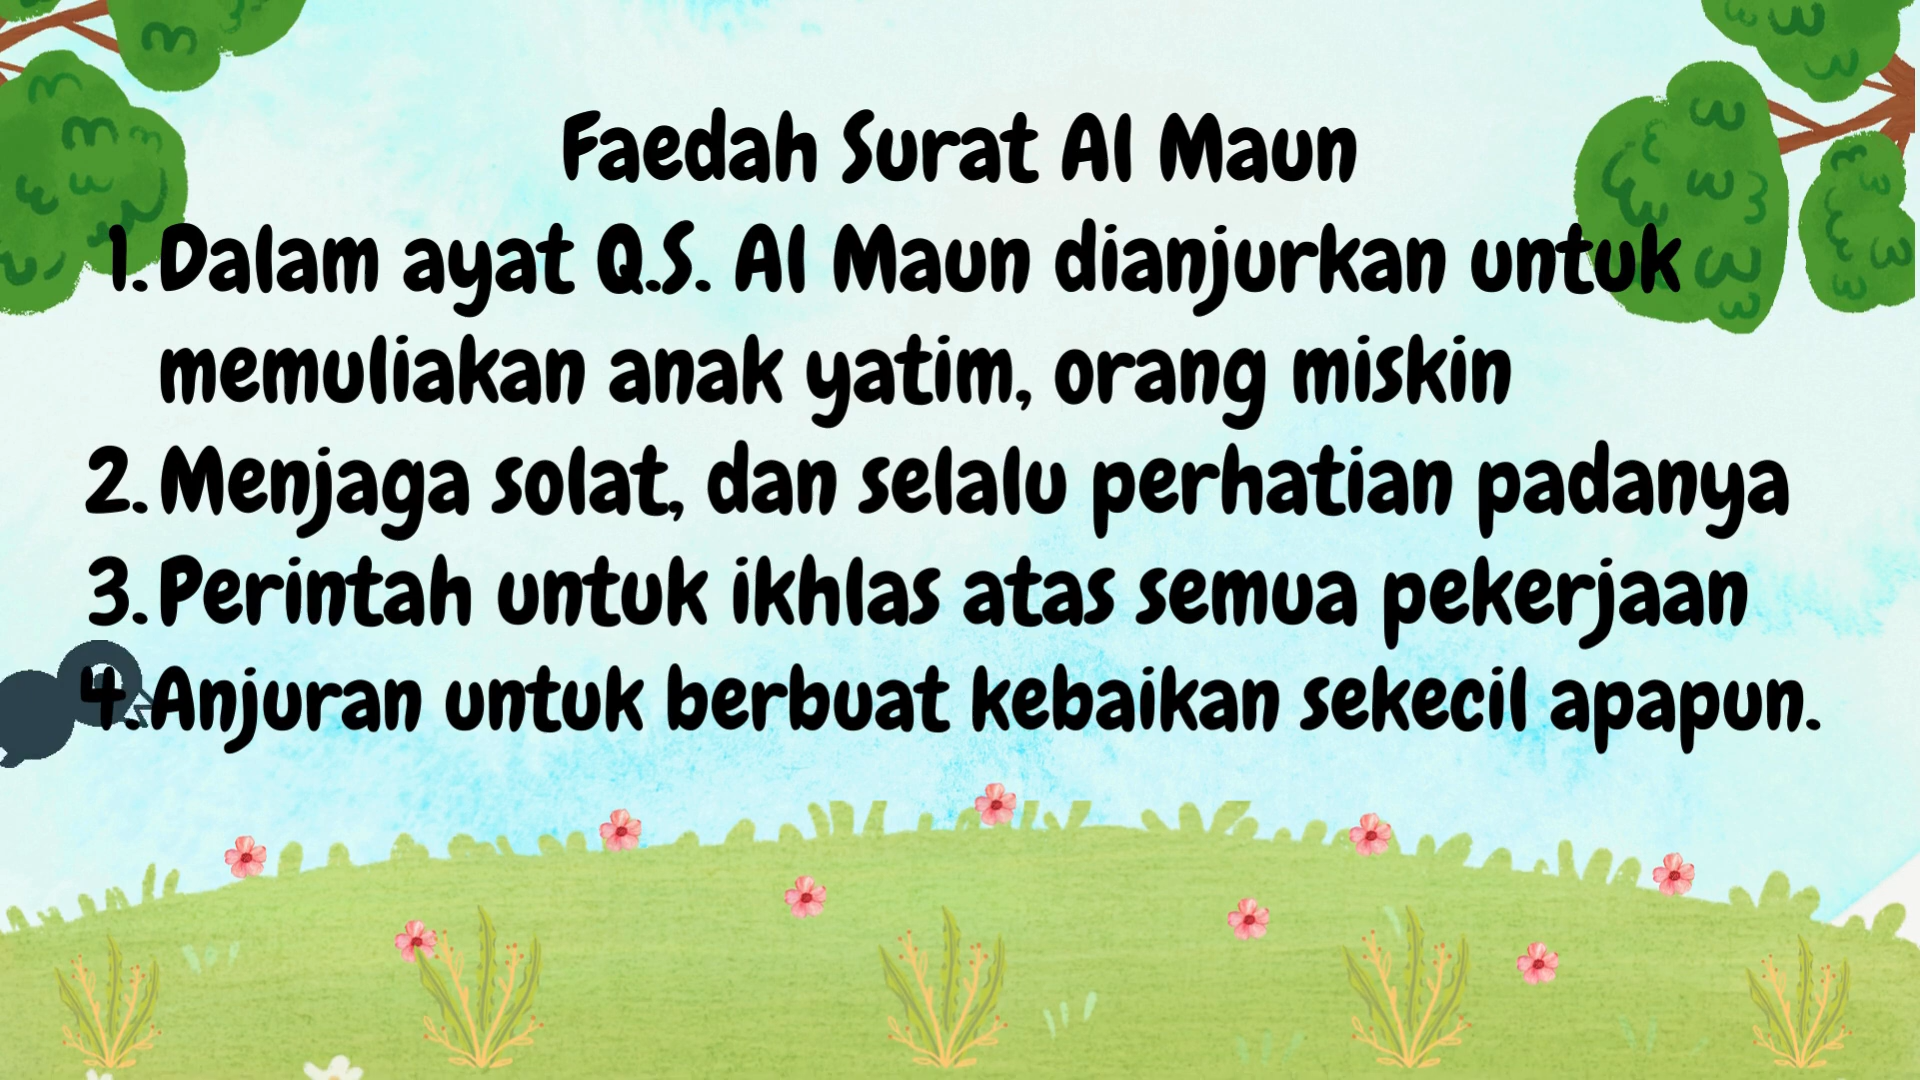 Faedah Surat Al Maun
1. Dalam ayat Q.S. Al Maun dianjurkan untuk
memuliakan anak yatim, orang miskin
2. Menjaga solat, dan selalu perhatian padanya
3. Perintah untuk ikhlas atas semua pekerjaan
4. Anjuran untuk berbuat kebaikan sekecil apapun.